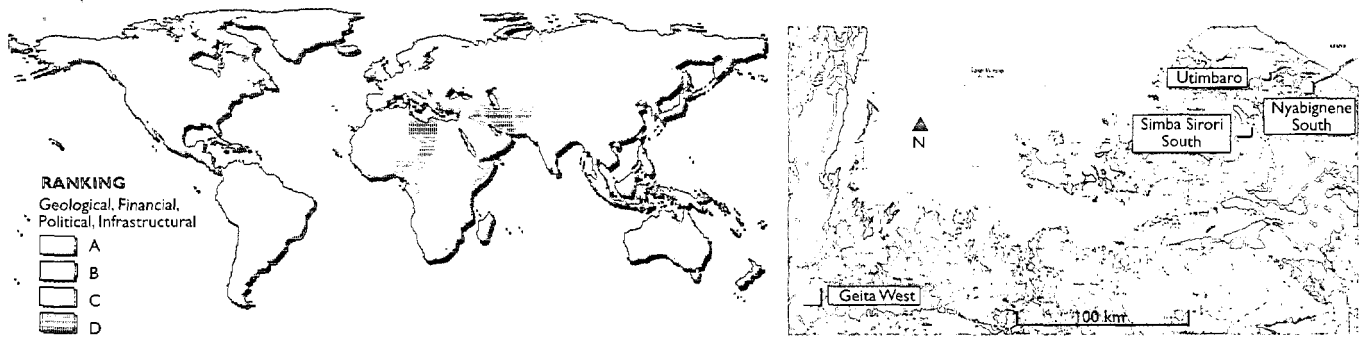 RANKING
Geological, Financial,
Political, Infrastructural
A
B
C
D
Utimbaro
Nyabignene
South
Simba Sirori
South
N
Geita West
100 km